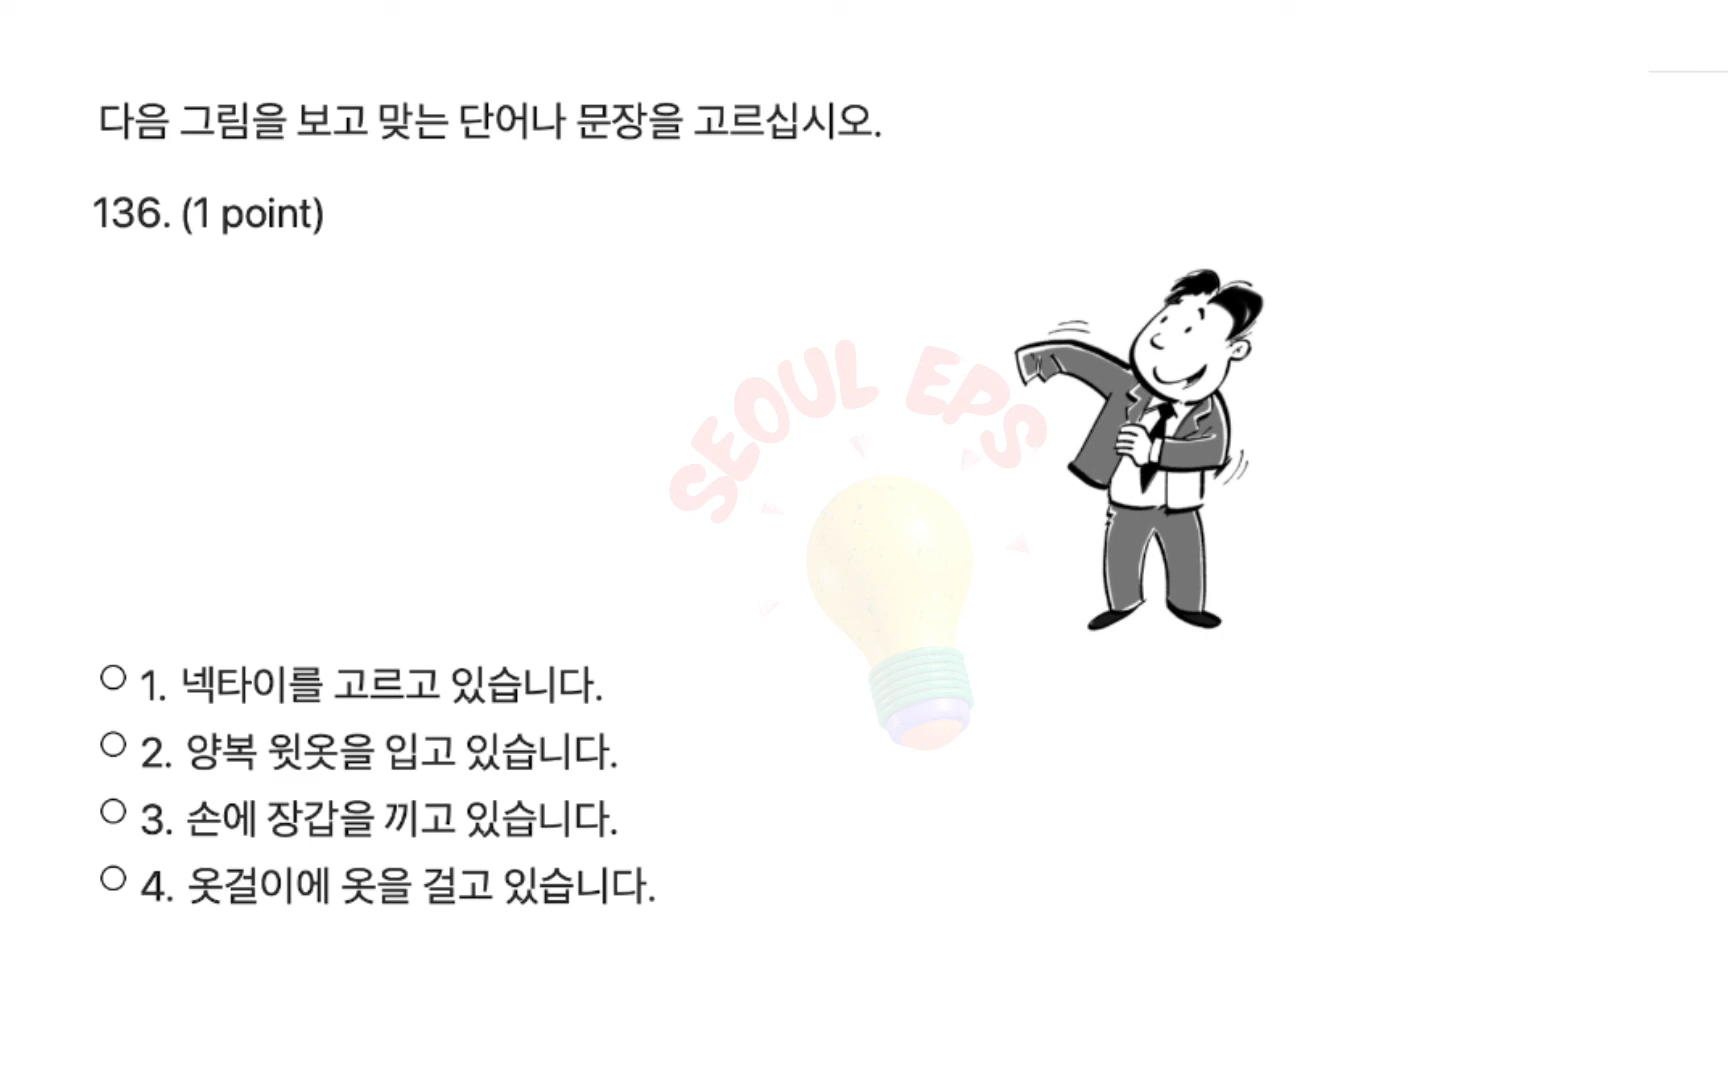 다음 그림을 보고 맞는 단어나 문장을 고르십시오.
136. (1 point)
SEOUL EPS
1. 넥타이를 고르고 있습니다.
2. 양복 윗옷을 입고 있습니다.
3. 손에 장갑을 끼고 있습니다.
4. 옷걸이에 옷을 걸고 있습니다.